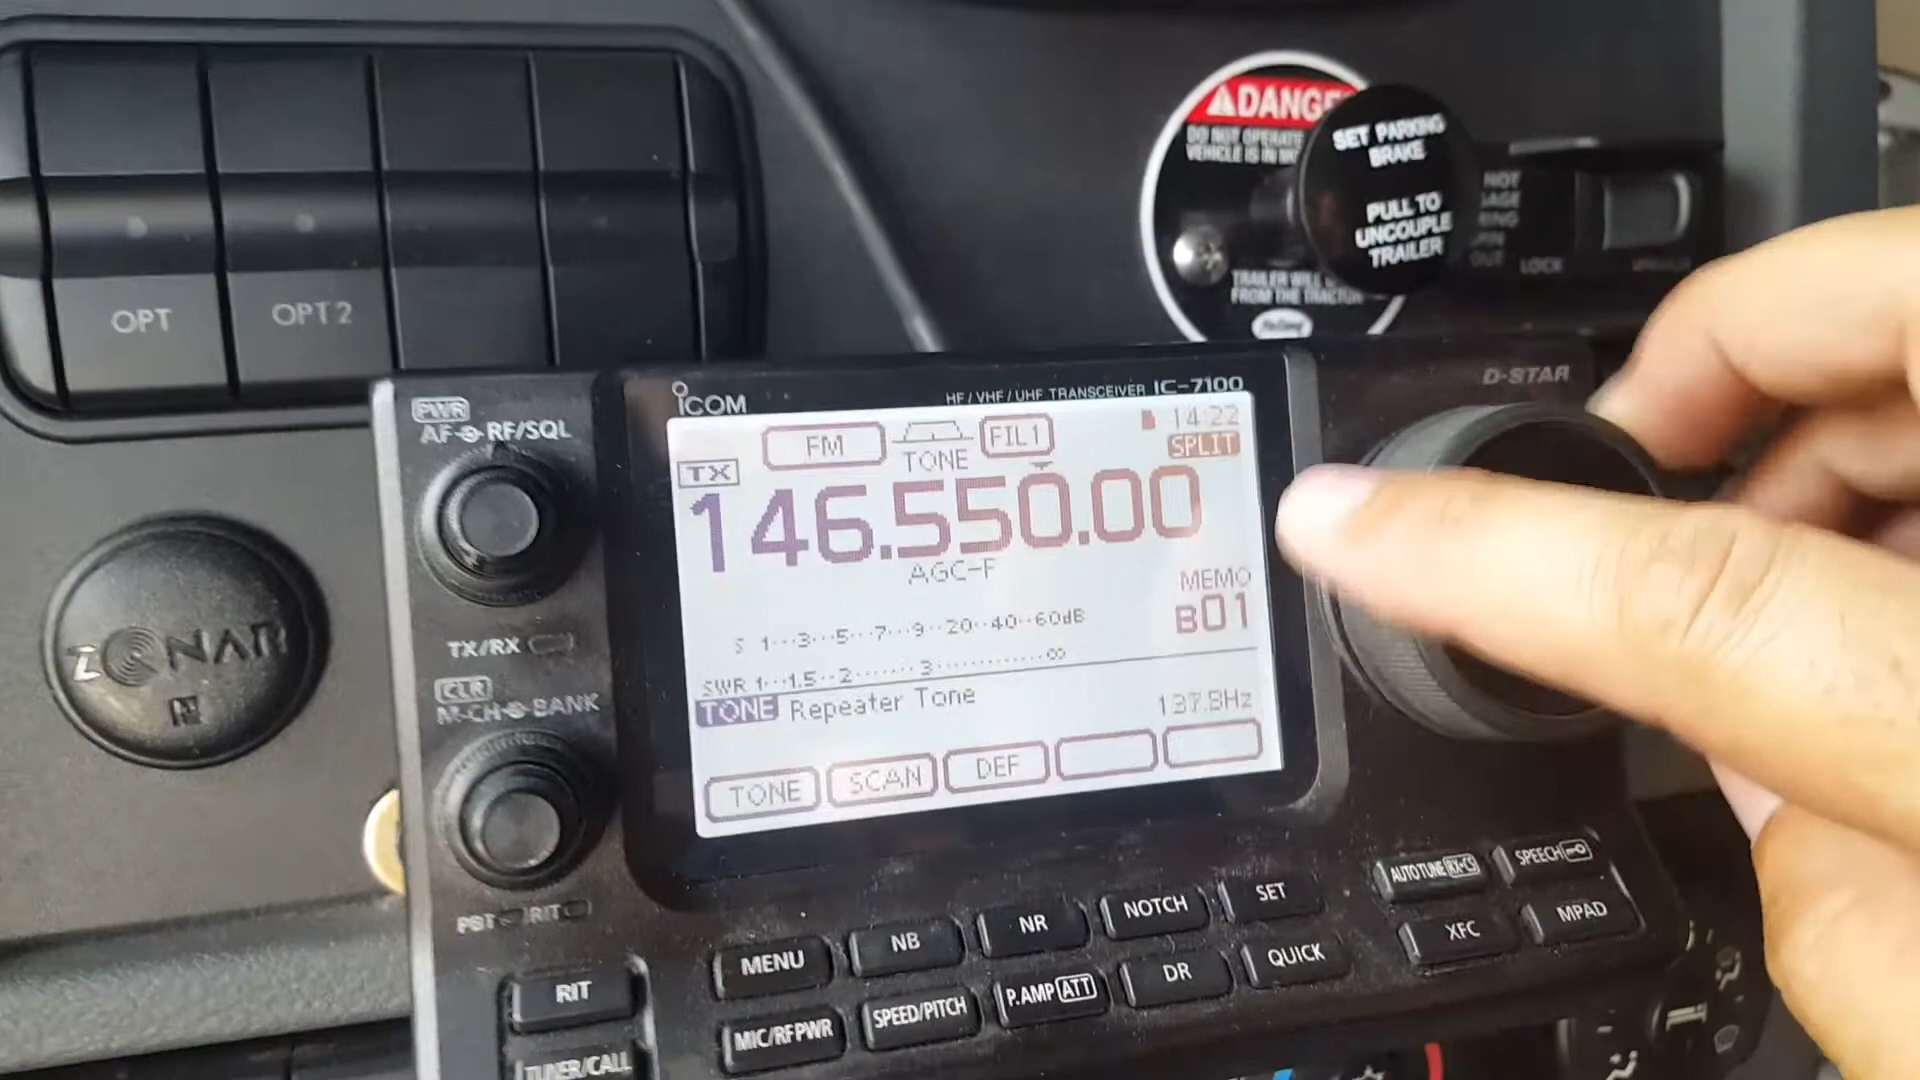 OPT
OPT 2
ZONAR
DANGE
DO NOT OPERATE
VEHICLE IS IN M
SET PARKING
BRAKE
PULL TO
UNCOUPLE
TRAILER
TRAILER WILL
FROM THE TRACTOR
NOT
OUT
LOCK
PWR
AF RF/SQL
ICOM
HF/VHF/UHF TRANSCEIVER IC-7100
D-STAR
FM
TONE
FIL1
14:22
SPLIT
TX
146.550.00
AGC-F
MEMO
B01
S 1···3···5···7···9··20··40··60dB
SWR 1···1.5··2·······3············∞
TONE Repeater Tone 137.8Hz
TONE
SCAN
DEF
TX/RX
CLR
M-CH BANK
PBT RIT
RIT
TUNER/CALL
MENU
NB
NR
NOTCH
SET
MIC/RF PWR
SPEED/PITCH
P.AMP ATT
DR
QUICK
AUTOTUNE RX-CS
SPEECH
XFC
MPAD